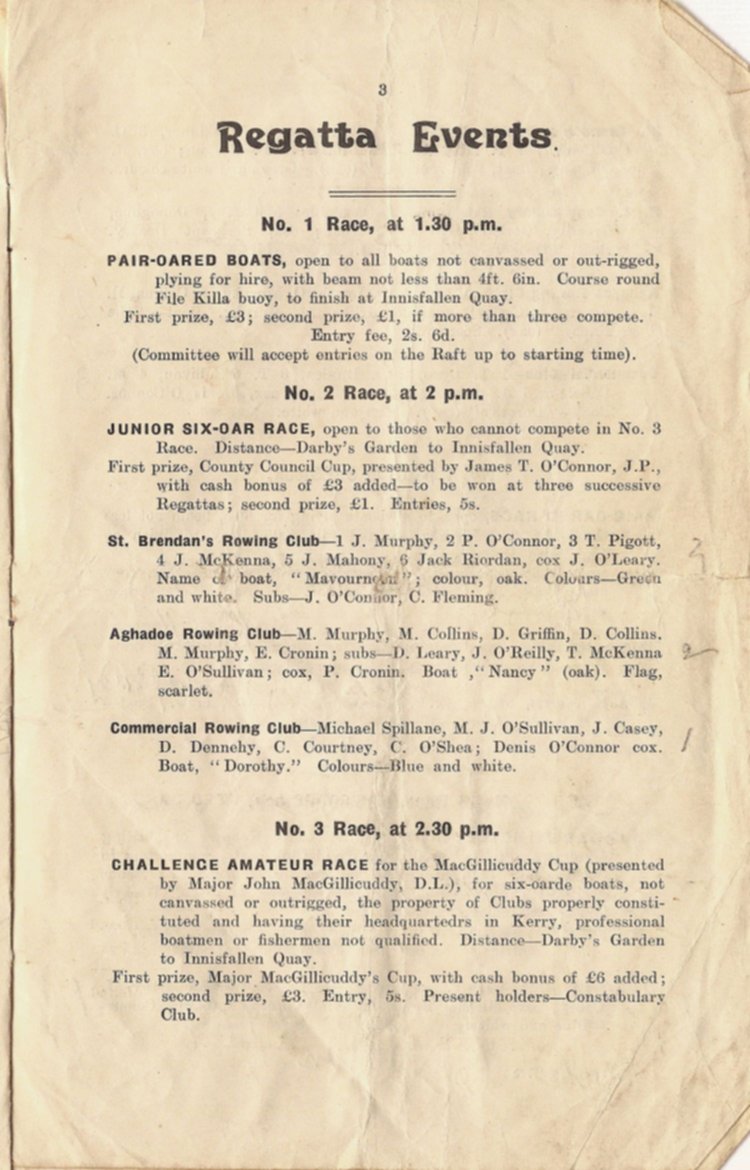 3
Regatta Events.
No. 1 Race, at 1.30 p.m.
PAIR-OARED BOATS, open to all boats not canvassed or out-rigged,
plying for hire, with beam not less than 4ft. 6in. Course round
File Killa buoy, to finish at Innisfallen Quay.
First prize, £3; second prize, £1, if more than three compete.
Entry fee, 2s. 6d.
(Committee will accept entries on the Raft up to starting time).
No. 2 Race, at 2 p.m.
JUNIOR SIX-OAR RACE, open to those who cannot compete in No. 3
Race. Distance—Darby's Garden to Innisfallen Quay.
First prize, County Council Cup, presented by James T. O'Connor, J.P.,
with cash bonus of £3 added—to be won at three successive
Regattas; second prize, £1. Entries, 5s.
St. Brendan's Rowing Club—1 J. Murphy, 2 P. O'Connor, 3 T. Pigott,
4 J. McKenna, 5 J. Mahony, 6 Jack Riordan, cox J. O'Leary. 3
Name of boat, "Mavourneen"; colour, oak. Colours—Green
and white. Subs—J. O'Connor, C. Fleming.
Aghadoe Rowing Club—M. Murphy, M. Collins, D. Griffin, D. Collins.
M. Murphy, E. Cronin; subs—D. Leary, J. O'Reilly, T. McKenna 2
E. O'Sullivan; cox, P. Cronin. Boat ,"Nancy" (oak). Flag,
scarlet.
Commercial Rowing Club—Michael Spillane, M. J. O'Sullivan, J. Casey,
D. Dennehy, C. Courtney, C. O'Shea; Denis O'Connor cox. 1
Boat, "Dorothy." Colours—Blue and white.
No. 3 Race, at 2.30 p.m.
CHALLENCE AMATEUR RACE for the MacGillicuddy Cup (presented
by Major John MacGillicuddy, D.L.), for six-oarde boats, not
canvassed or outrigged, the property of Clubs properly consti-
tuted and having their headquartedrs in Kerry, professional
boatmen or fishermen not qualified. Distance—Darby's Garden
to Innisfallen Quay.
First prize, Major MacGillicuddy's Cup, with cash bonus of £6 added;
second prize, £3. Entry, 5s. Present holders—Constabulary
Club.